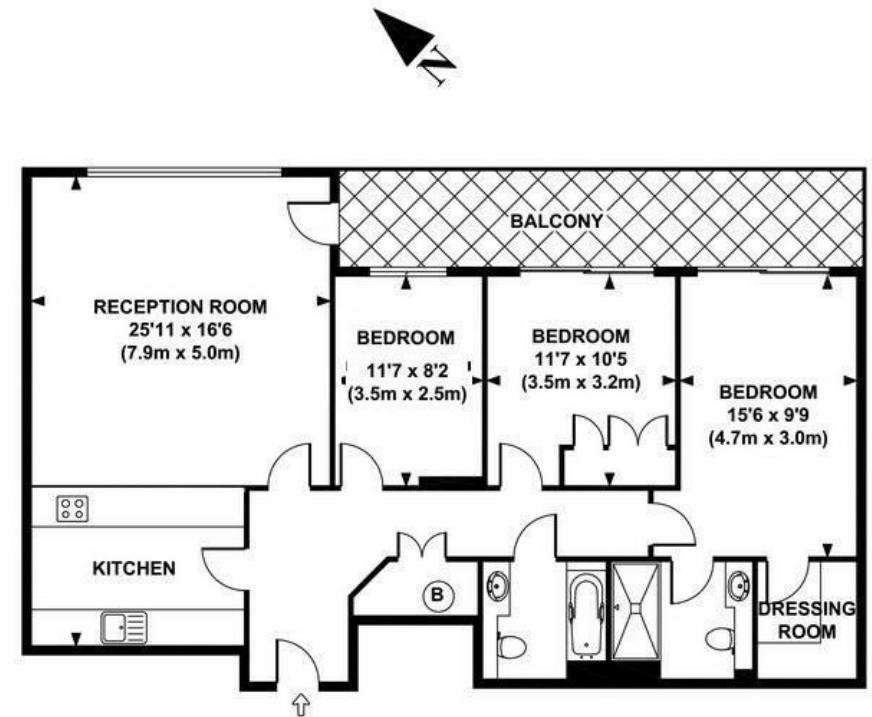 N
BALCONY
RECEPTION ROOM
25'11 x 16'6
(7.9m x 5.0m)
BEDROOM
11'7 x 8'2
(3.5m x 2.5m)
BEDROOM
11'7 x 10'5
(3.5m x 3.2m)
BEDROOM
15'6 x 9'9
(4.7m x 3.0m)
KITCHEN
B
DRESSING
ROOM